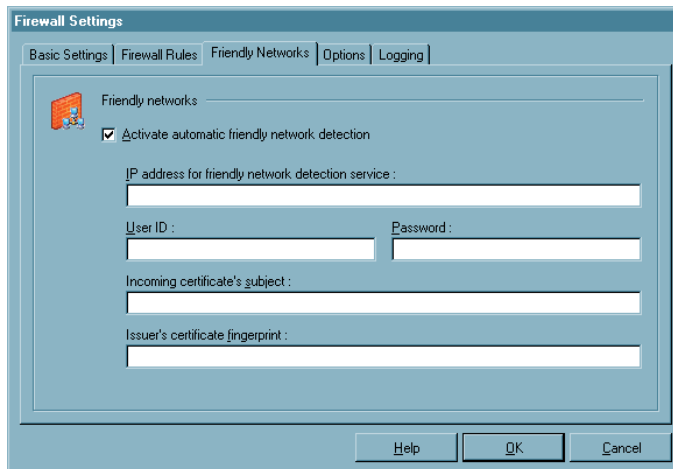 Firewall Settings
Basic Settings Firewall Rules Friendly Networks Options Logging
Friendly networks
Activate automatic friendly network detection
IP address for friendly network detection service :
User ID : Password :
Incoming certificate's subject :
Issuer's certificate fingerprint :
Help OK Cancel